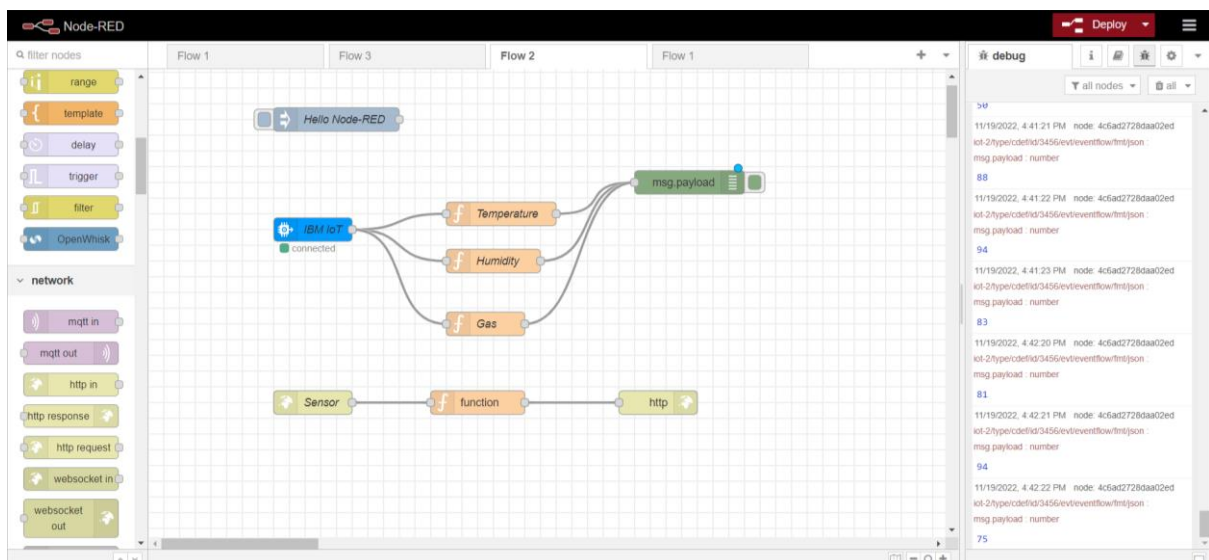 Node-RED
Deploy
filter nodes
range
template
delay
trigger
filter
OpenWhisk
network
mqtt in
mqtt out
http in
http response
http request
websocket in
websocket
out
Flow 1
Flow 3
Flow 2
Flow 1
Hello Node-RED
msg.payload
Temperature
IBM IoT
connected
Humidity
Gas
Sensor
function
http
debug
i
all nodes
all
50
11/19/2022, 4:41:21 PM node: 4c6ad2728daa02ed
iot-2/type/cdef/id/3456/evt/eventflow/fmt/json :
msg.payload : number
88
11/19/2022, 4:41:22 PM node: 4c6ad2728daa02ed
iot-2/type/cdef/id/3456/evt/eventflow/fmt/json :
msg.payload : number
94
11/19/2022, 4:41:23 PM node: 4c6ad2728daa02ed
iot-2/type/cdef/id/3456/evt/eventflow/fmt/json :
msg.payload : number
83
11/19/2022, 4:42:20 PM node: 4c6ad2728daa02ed
iot-2/type/cdef/id/3456/evt/eventflow/fmt/json :
msg.payload : number
81
11/19/2022, 4:42:21 PM node: 4c6ad2728daa02ed
iot-2/type/cdef/id/3456/evt/eventflow/fmt/json :
msg.payload : number
94
11/19/2022, 4:42:22 PM node: 4c6ad2728daa02ed
iot-2/type/cdef/id/3456/evt/eventflow/fmt/json :
msg.payload : number
75